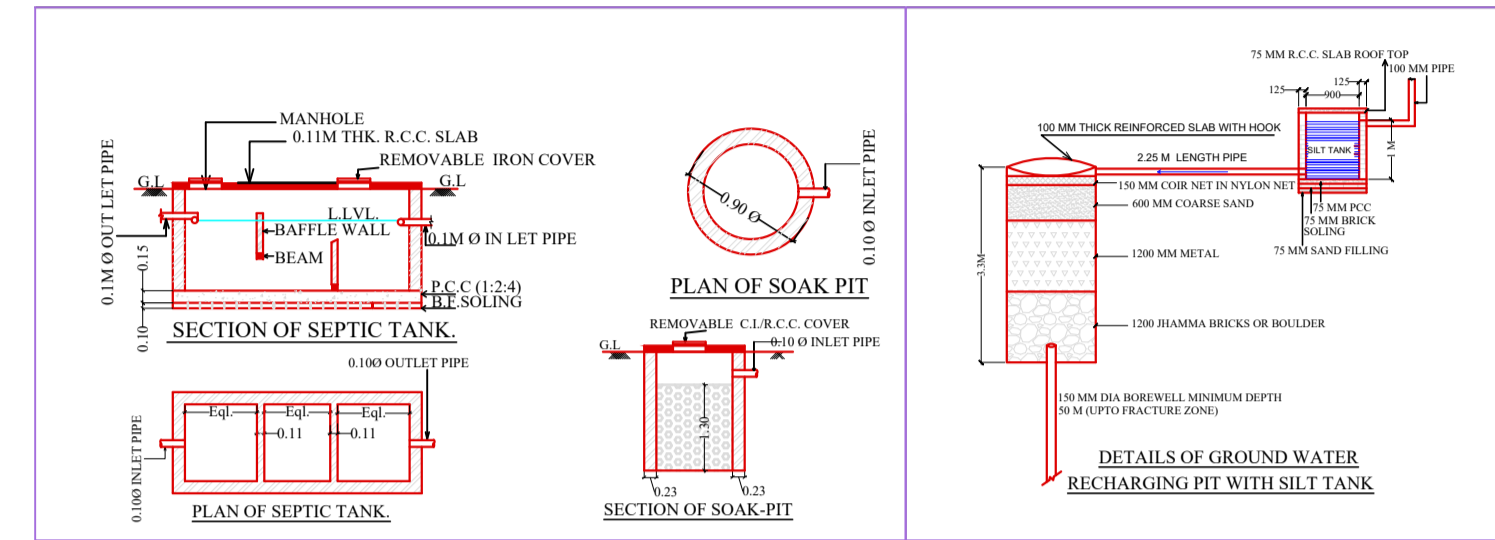 MANHOLE
0.11M THK. R.C.C. SLAB
REMOVABLE IRON COVER
G.L
G.L
L.LVL.
BAFFLE WALL
0.1M Ø IN LET PIPE
BEAM
0.1M Ø OUT LET PIPE
0.15
0.10
P.C.C (1:2:4)
B.F.SOLING
SECTION OF SEPTIC TANK.
0.10Ø OUTLET PIPE
Eql.
Eql.
Eql.
0.11
0.11
0.10Ø INLET PIPE
PLAN OF SEPTIC TANK.
0.90 Ø
0.10 Ø INLET PIPE
PLAN OF SOAK PIT
REMOVABLE C.I./R.C.C. COVER
G.L
0.10 Ø INLET PIPE
1.30
0.23
0.23
SECTION OF SOAK-PIT
75 MM R.C.C. SLAB ROOF TOP
100 MM PIPE
125
125
900
100 MM THICK REINFORCED SLAB WITH HOOK
SILT TANK
1 M
2.25 M LENGTH PIPE
150 MM COIR NET IN NYLON NET
600 MM COARSE SAND
75 MM PCC
75 MM BRICK
SOLING
75 MM SAND FILLING
1200 MM METAL
3.3M
1200 JHAMMA BRICKS OR BOULDER
150 MM DIA BOREWELL MINIMUM DEPTH
50 M (UPTO FRACTURE ZONE)
DETAILS OF GROUND WATER
RECHARGING PIT WITH SILT TANK